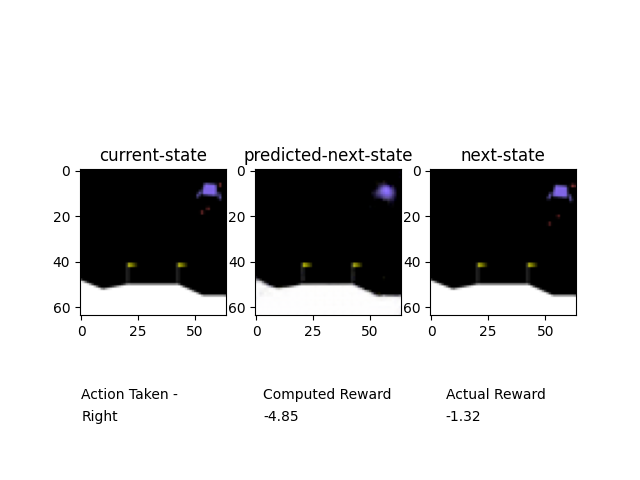 current-state predicted-next-state next-state
0 0 0
20 20 20
40 40 40
60 60 60
0 25 50 0 25 50 0 25 50
Action Taken - Computed Reward Actual Reward
Right -4.85 -1.32